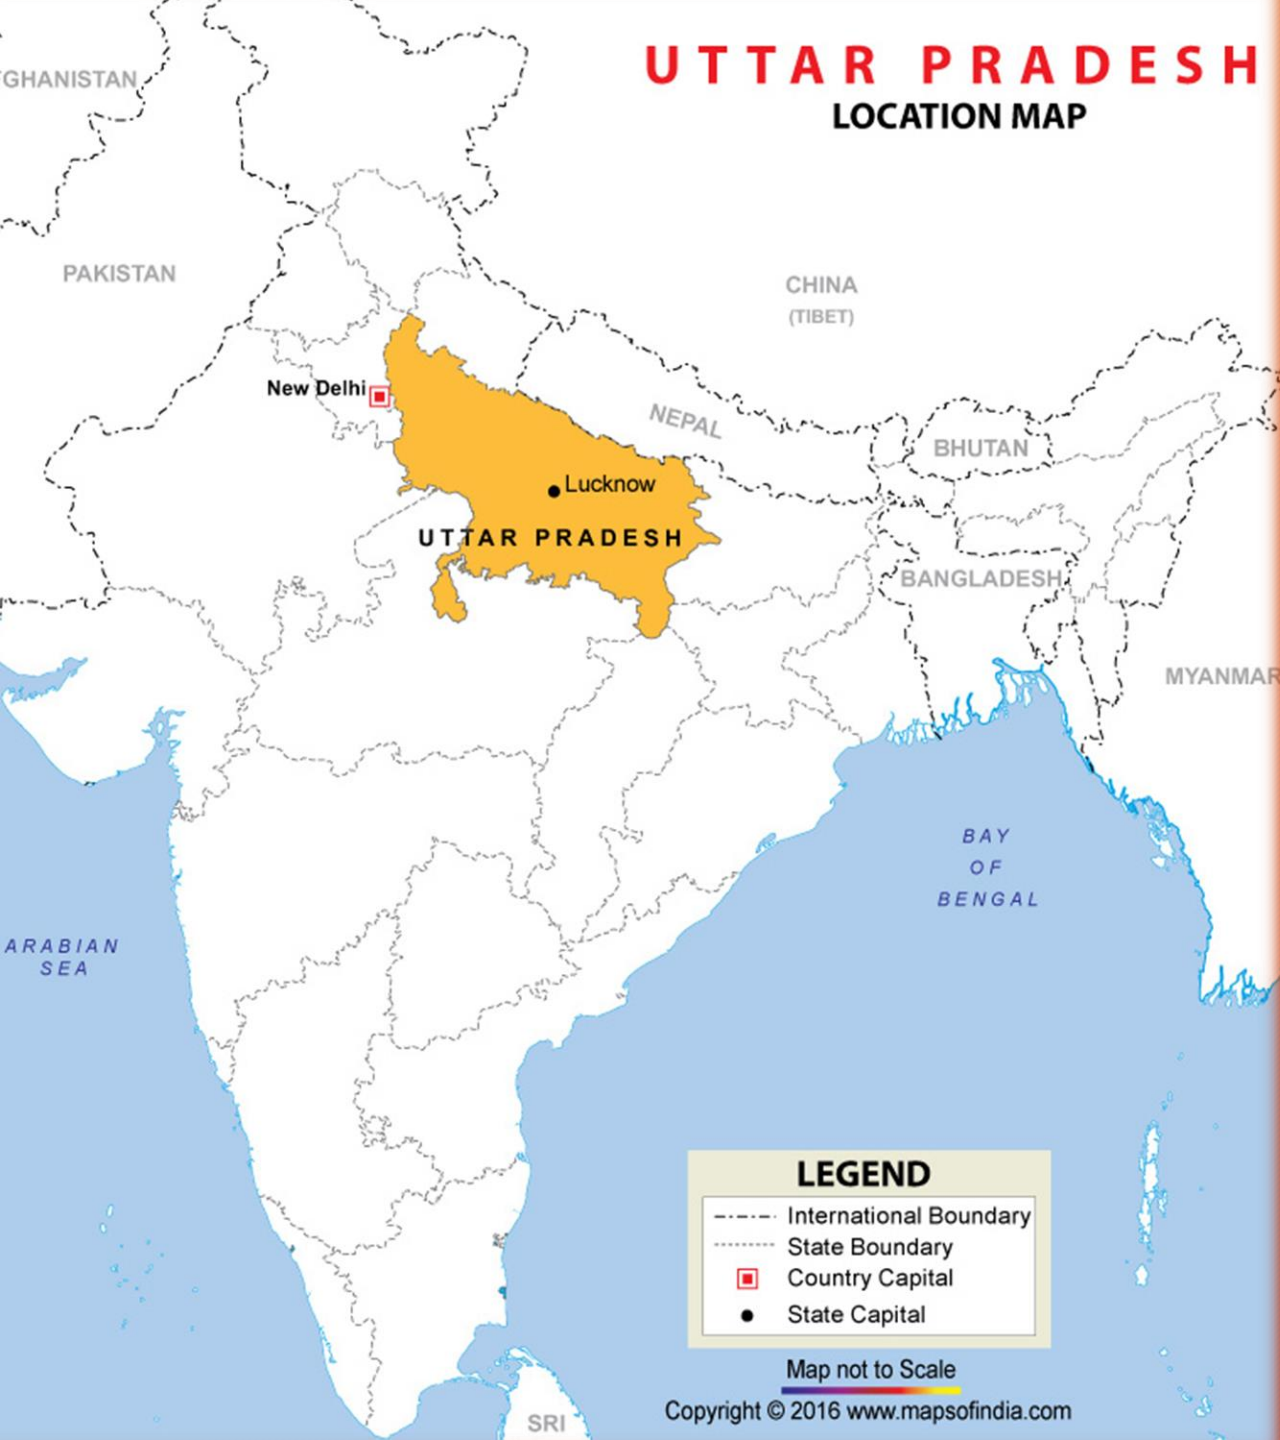 UTTAR PRADESH
LOCATION MAP
GHANISTAN
PAKISTAN
CHINA
(TIBET)
New Delhi
NEPAL
BHUTAN
Lucknow
UTTAR PRADESH
BANGLADESH
MYANMAR
BAY
OF
BENGAL
ARABIAN
SEA
LEGEND
International Boundary
State Boundary
Country Capital
State Capital
Map not to Scale
Copyright © 2016 www.mapsofindia.com
SRI